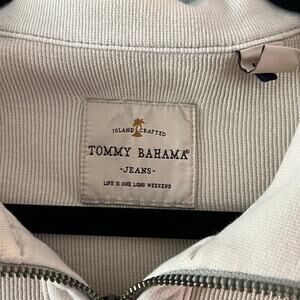 ISLAND CRAFTED
TOMMY BAHAMA®
-JEANS-
LIFE IS ONE LONG WEEKEND